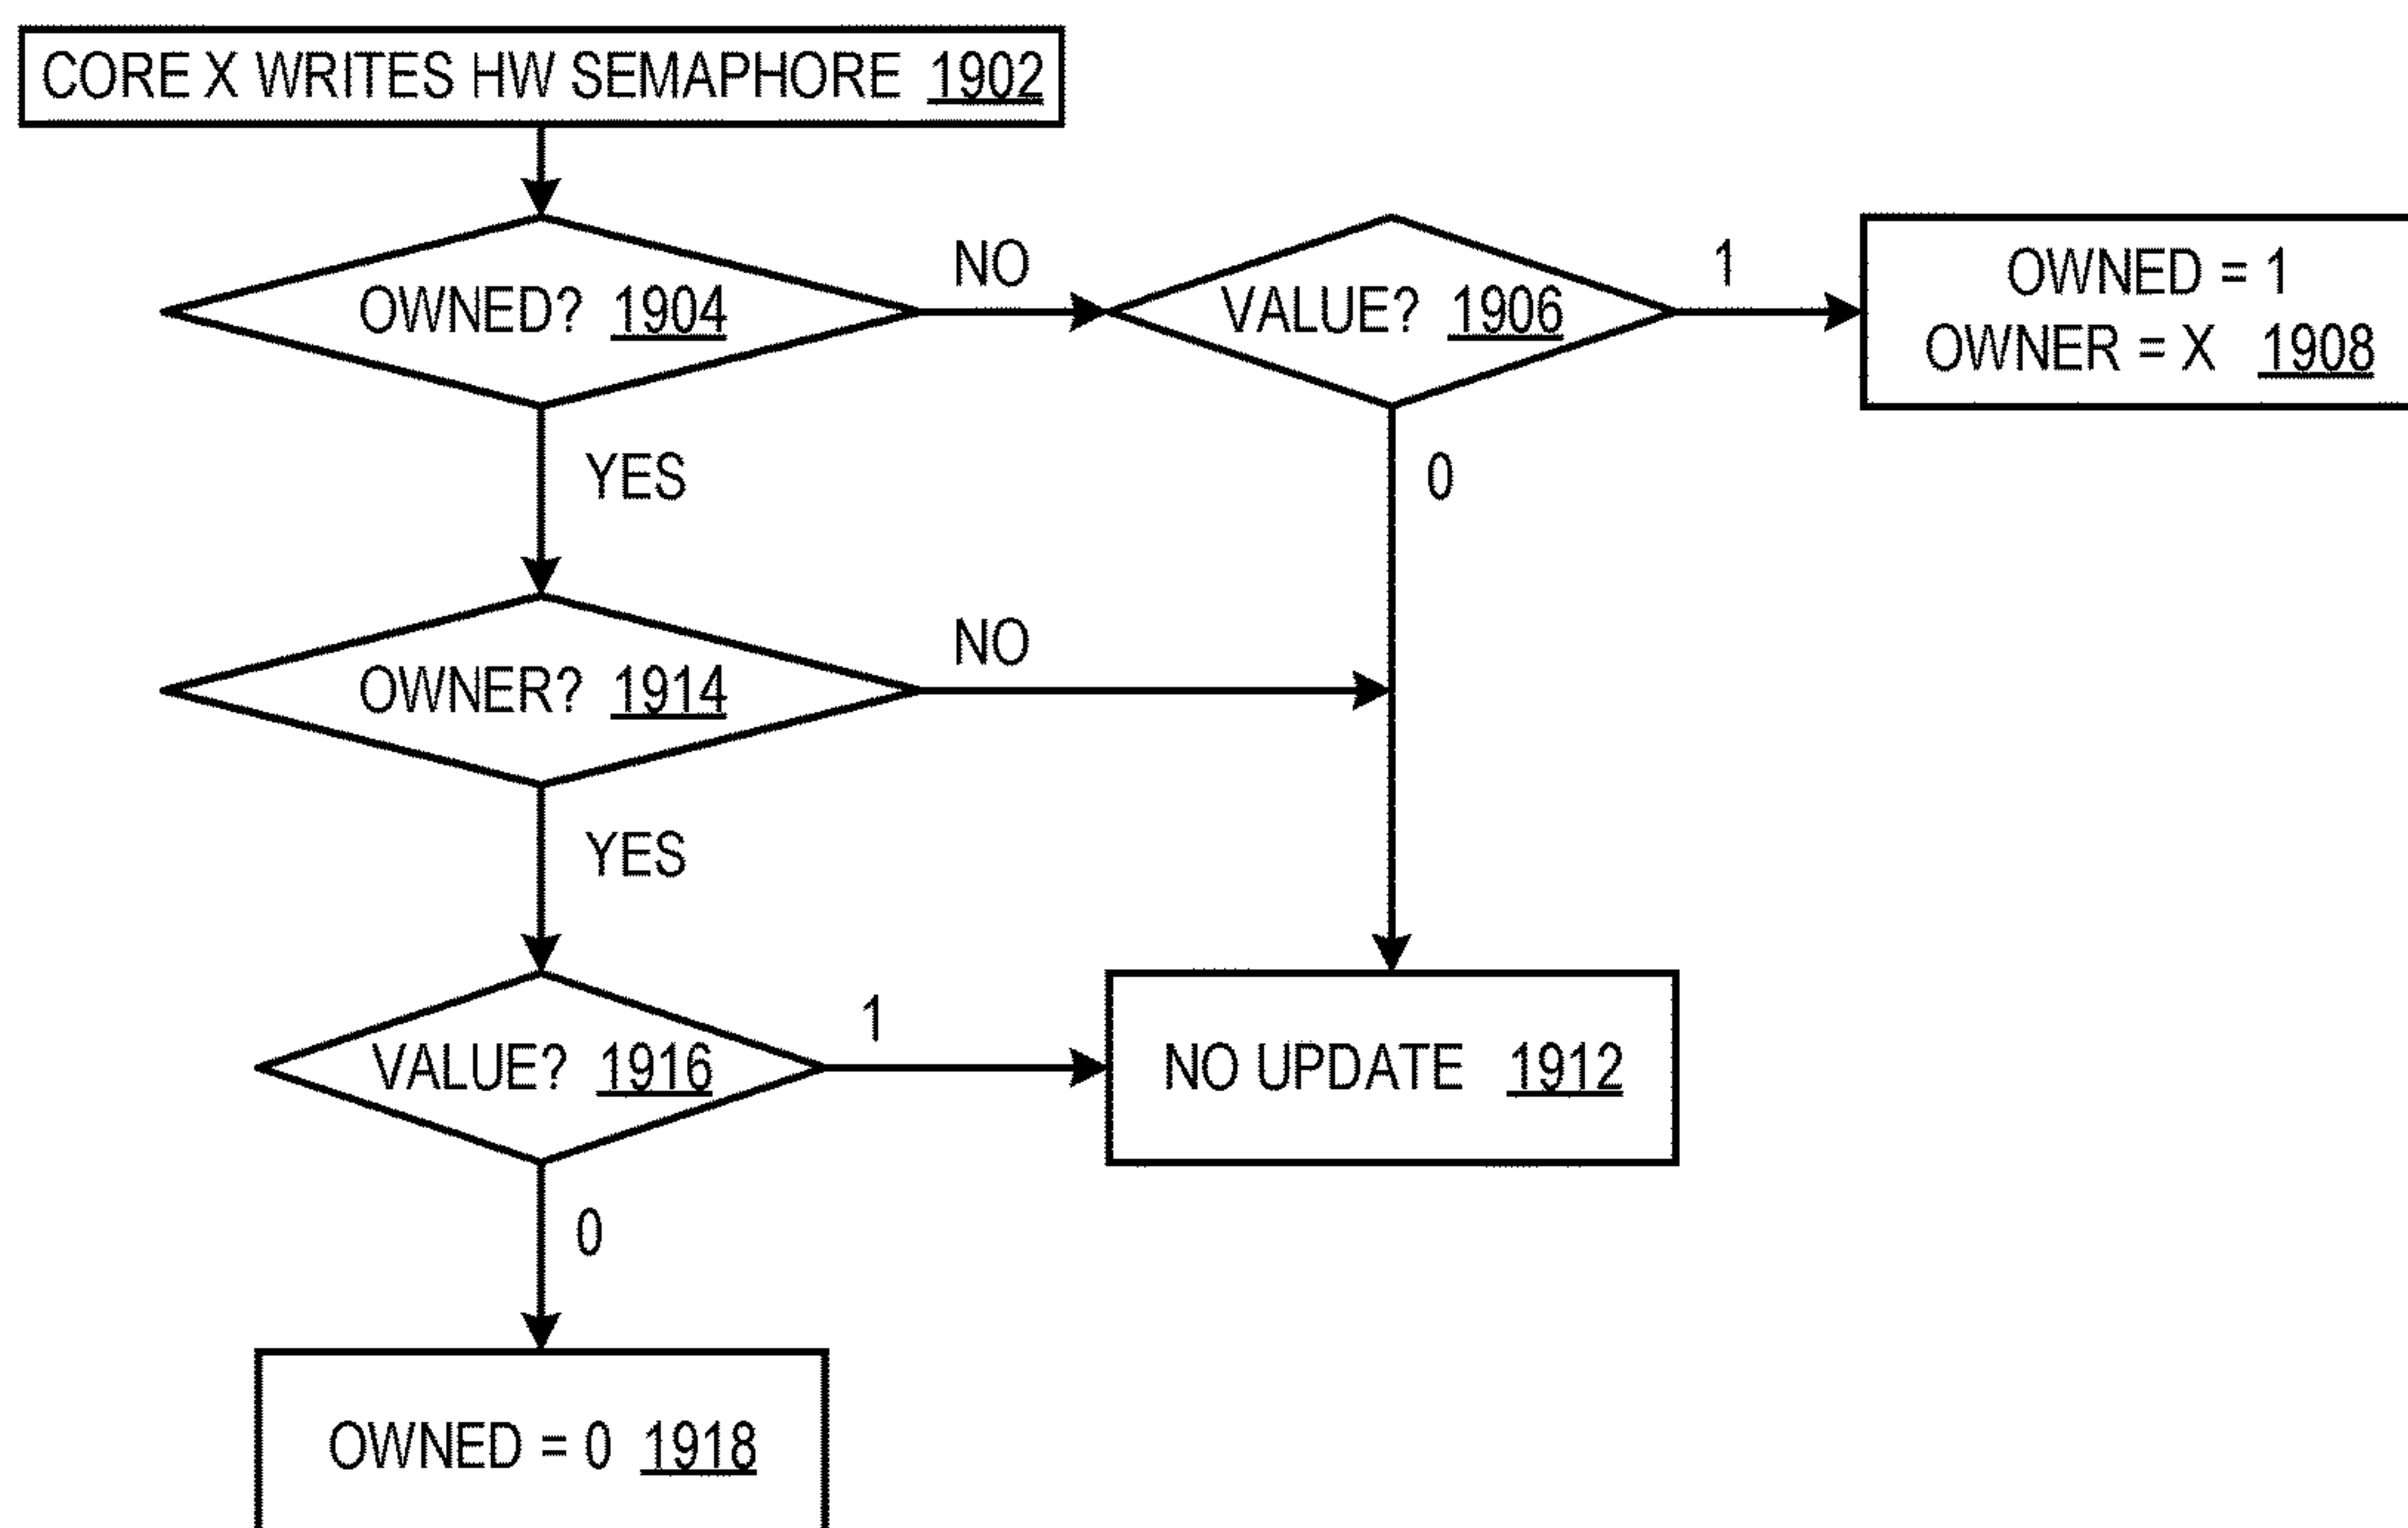 CORE X WRITES HW SEMAPHORE 1902
OWNED? 1904
NO
VALUE? 1906
1
OWNED = 1
OWNER = X 1908
YES
0
OWNER? 1914
NO
YES
VALUE? 1916
1
NO UPDATE 1912
0
OWNED = 0 1918